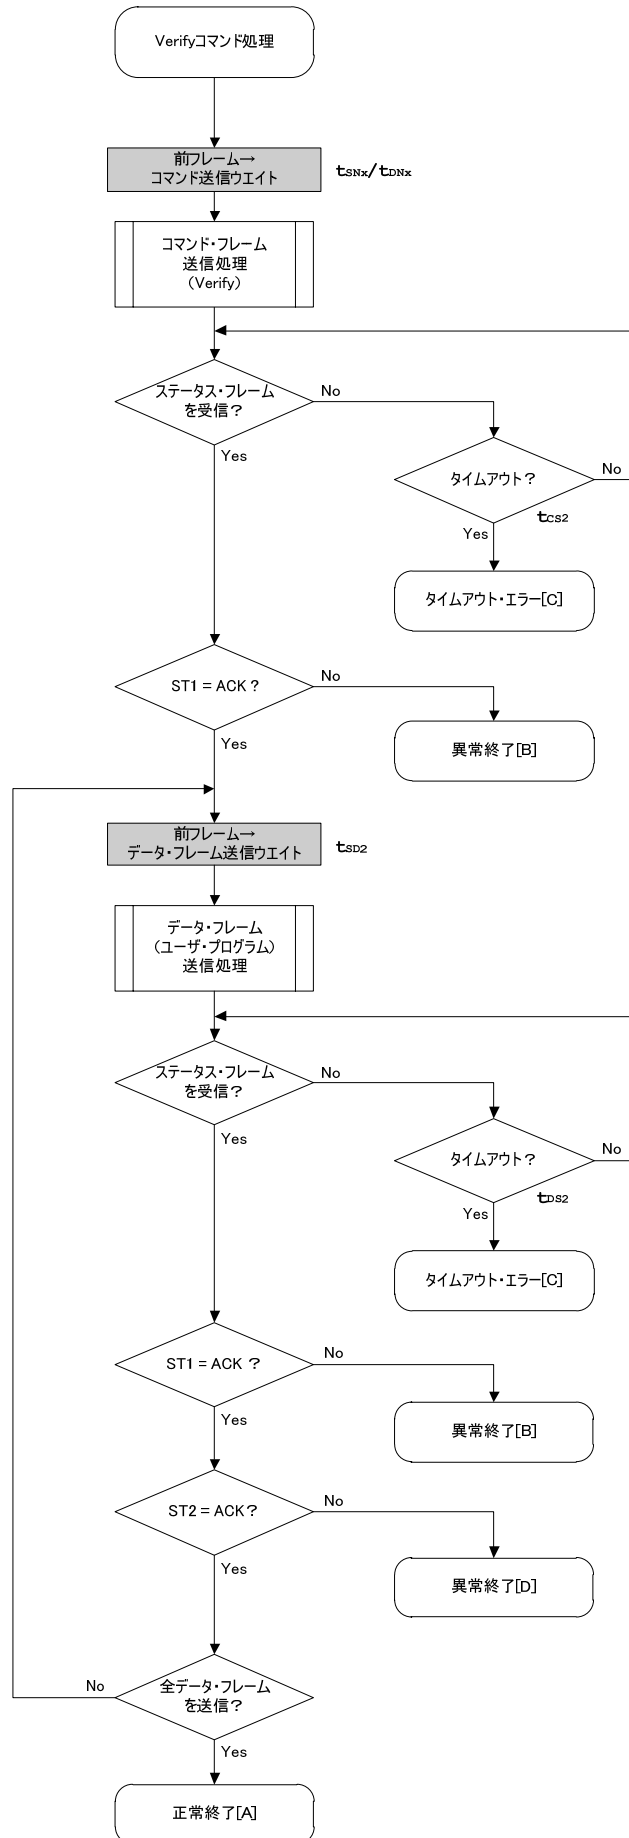 Verifyコマンド処理
前フレーム→
コマンド送信ウエイト
tSNx/tDNx
コマンド・フレーム
送信処理
(Verify)
ステータス・フレーム
を受信?
No
Yes
タイムアウト?
No
tCS2
Yes
タイムアウト・エラー[C]
ST1 = ACK ?
No
Yes
異常終了[B]
前フレーム→
データ・フレーム送信ウエイト
tSD2
データ・フレーム
(ユーザ・プログラム)
送信処理
ステータス・フレーム
を受信?
No
Yes
タイムアウト?
No
tDS2
Yes
タイムアウト・エラー[C]
ST1 = ACK ?
No
Yes
異常終了[B]
ST2 = ACK?
No
Yes
異常終了[D]
全データ・フレーム
を送信?
No
Yes
正常終了[A]